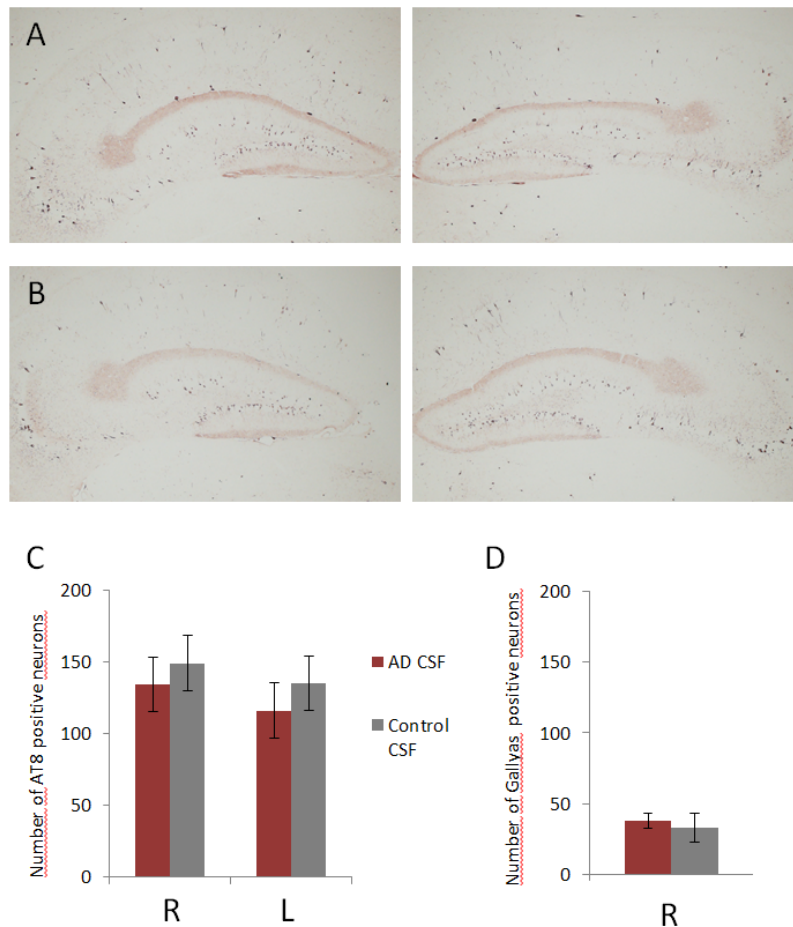 A
B
C
Number of AT8 positive neurons
200
150
100
50
0
R
L
AD CSF
Control
CSF
D
Number of Gallyas positive neurons
200
150
100
50
0
R